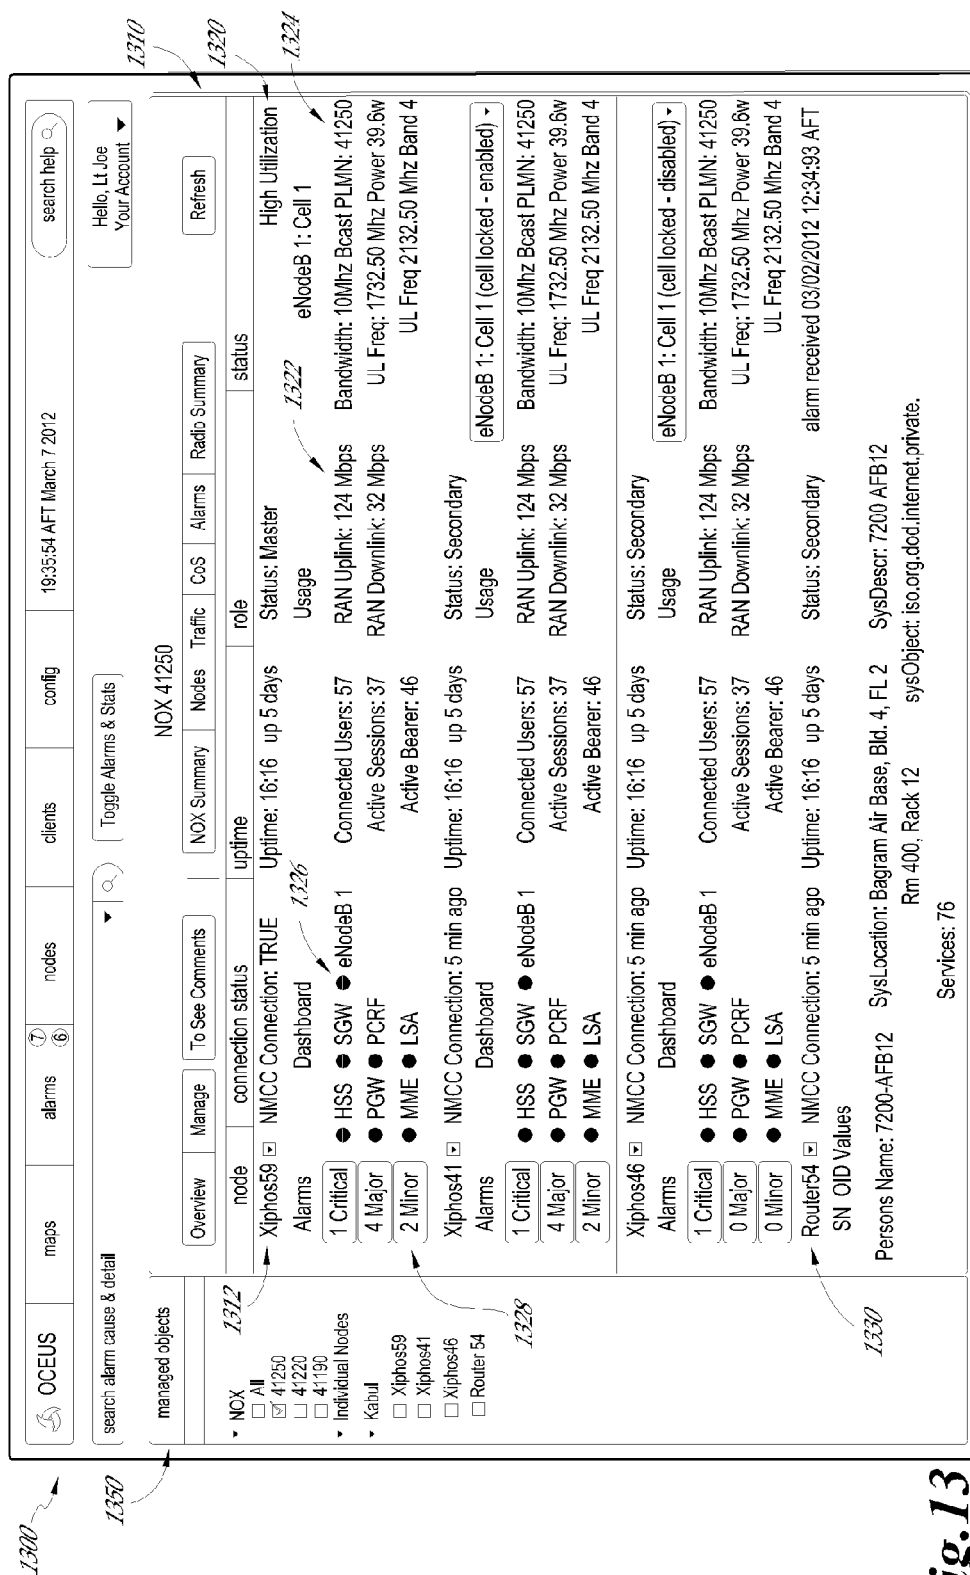 1300
OCEUS maps alarms 7 6 nodes clients config 19:35:54 AFT March 7 2012 search help
search alarm cause & detail Toggle Alarms & Stats Hello, Lt Joe
Your Account
1350
managed objects
NOX 41250
1310
Overview Manage To See Comments NOX Summary Nodes Traffic CoS Alarms Radio Summary Refresh
node connection status uptime role status
1312
1320
NOX
All
41250
41220
41190
Individual Nodes
Kabul
Xiphos59
Xiphos41
Xiphos46
Router 54
Xiphos59 NMCC Connection: TRUE Uptime: 16:16 up 5 days Status: Master High Utilization
Alarms Dashboard 1326 Usage 1322 eNodeB 1: Cell 1 1324
1 Critical HSS SGW eNodeB 1 Connected Users: 57 RAN Uplink: 124 Mbps Bandwidth: 10Mhz Bcast PLMN: 41250
4 Major PGW PCRF Active Sessions: 37 RAN Downlink: 32 Mbps UL Freq: 1732.50 Mhz Power 39.6w
2 Minor MME LSA Active Bearer: 46 UL Freq 2132.50 Mhz Band 4
1328
Xiphos41 NMCC Connection: 5 min ago Uptime: 16:16 up 5 days Status: Secondary
Alarms Dashboard Usage eNodeB 1: Cell 1 (cell locked - enabled)
1 Critical HSS SGW eNodeB 1 Connected Users: 57 RAN Uplink: 124 Mbps Bandwidth: 10Mhz Bcast PLMN: 41250
4 Major PGW PCRF Active Sessions: 37 RAN Downlink: 32 Mbps UL Freq: 1732.50 Mhz Power 39.6w
2 Minor MME LSA Active Bearer: 46 UL Freq 2132.50 Mhz Band 4
Xiphos46 NMCC Connection: 5 min ago Uptime: 16:16 up 5 days Status: Secondary
Alarms Dashboard Usage eNodeB 1: Cell 1 (cell locked - disabled)
1 Critical HSS SGW eNodeB 1 Connected Users: 57 RAN Uplink: 124 Mbps Bandwidth: 10Mhz Bcast PLMN: 41250
0 Major PGW PCRF Active Sessions: 37 RAN Downlink: 32 Mbps UL Freq: 1732.50 Mhz Power 39.6w
0 Minor MME LSA Active Bearer: 46 UL Freq 2132.50 Mhz Band 4
Router54 NMCC Connection: 5 min ago Uptime: 16:16 up 5 days Status: Secondary alarm received 03/02/2012 12:34:93 AFT
1330
SN OID Values
Persons Name: 7200-AFB12 SysLocation: Bagram Air Base, Bld. 4, FL 2 SysDescr: 7200 AFB12
Rm 400, Rack 12 sysObject: iso.org.dod.internet.private.
Services: 76
ig.13